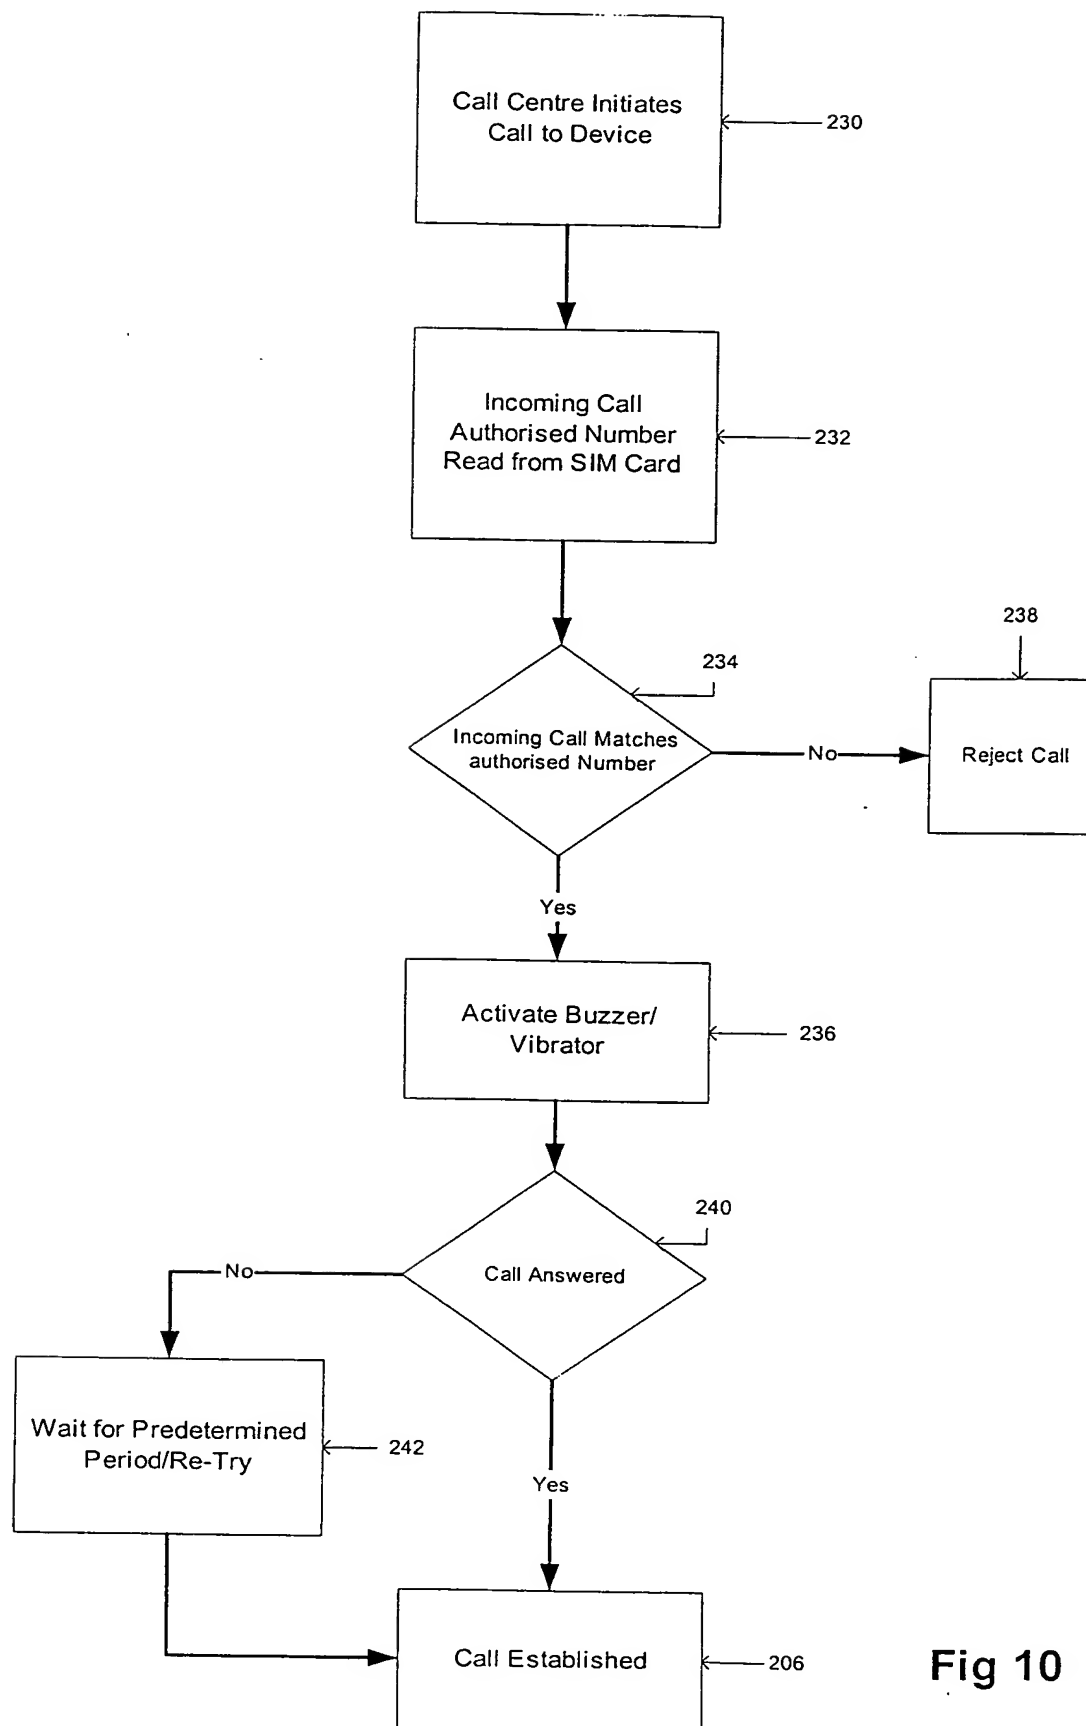 Call Centre Initiates
Call to Device
230
Incoming Call
Authorised Number
Read from SIM Card
232
238
234
Incoming Call Matches
authorised Number
No
Reject Call
Yes
Activate Buzzer/
Vibrator
236
240
No
Call Answered
Wait for Predetermined
Period/Re-Try
242
Yes
Call Established
206
Fig 10